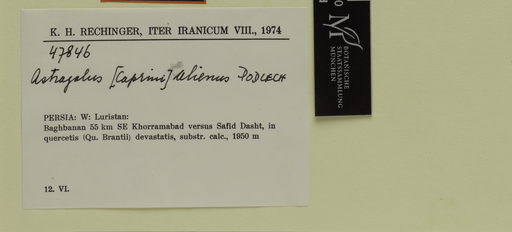 K. H. RECHINGER, ITER IRANICUM VIII., 1974
47846
Astragalus [Caprini] alienus PODLECH
PERSIA: W: Luristan:
Baghbanan 55 km SE Khorramabad versus Safid Dasht, in
quercetis (Qu. Brantii) devastatis, substr. calc., 1950 m
12. VI.
BOTANISCHE
STAATSSAMMLUNG
MÜNCHEN